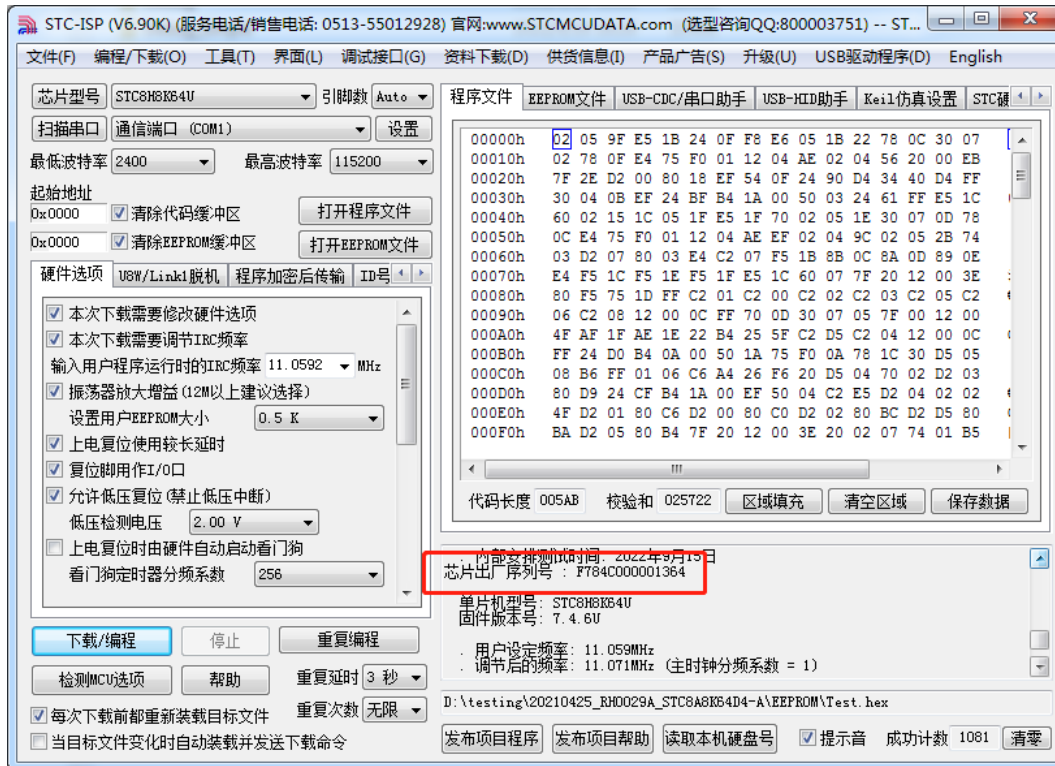 STC-ISP (V6.90K) (服务电话/销售电话: 0513-55012928) 官网:www.STCMCUDATA.com (选型咨询QQ:800003751) -- ST...
文件(F) 编程/下载(O) 工具(T) 界面(L) 调试接口(G) 资料下载(D) 供货信息(I) 产品广告(S) 升级(U) USB驱动程序(D) English
芯片型号 STC8H8K64U 引脚数 Auto
扫描串口 通信端口 (COM1) 设置
最低波特率 2400 最高波特率 115200
起始地址
0x0000 清除代码缓冲区 打开程序文件
0x0000 清除EEPROM缓冲区 打开EEPROM文件
硬件选项 U8W/Link1脱机 程序加密后传输 ID号
本次下载需要修改硬件选项
本次下载需要调节IRC频率
输入用户程序运行时的IRC频率 11.0592 MHz
振荡器放大增益(12M以上建议选择)
设置用户EEPROM大小 0.5 K
上电复位使用较长延时
复位脚用作I/O口
允许低压复位(禁止低压中断)
低压检测电压 2.00 V
上电复位时由硬件自动启动看门狗
看门狗定时器分频系数 256
下载/编程 停止 重复编程
检测MCU选项 帮助 重复延时 3 秒
每次下载前都重新装载目标文件 重复次数 无限
当目标文件变化时自动装载并发送下载命令
程序文件 EEPROM文件 USB-CDC/串口助手 USB-HID助手 Keil仿真设置 STC硬
00000h 02 05 9F E5 1B 24 0F F8 E6 05 1B 22 78 0C 30 07
00010h 02 78 0F E4 75 F0 01 12 04 AE 02 04 56 20 00 EB
00020h 7F 2E D2 00 80 18 EF 54 0F 24 90 D4 34 40 D4 FF
00030h 30 04 0B EF 24 BF B4 1A 00 50 03 24 61 FF E5 1C
00040h 60 02 15 1C 05 1F E5 1F 70 02 05 1E 30 07 0D 78
00050h 0C E4 75 F0 01 12 04 AE EF 02 04 9C 02 05 2B 74
00060h 03 D2 07 80 03 E4 C2 07 F5 1B 8B 0C 8A 0D 89 0E
00070h E4 F5 1C F5 1E F5 1F E5 1C 60 07 7F 20 12 00 3E
00080h 80 F5 75 1D FF C2 01 C2 00 C2 02 C2 03 C2 05 C2
00090h 06 C2 08 12 00 0C FF 70 0D 30 07 05 7F 00 12 00
000A0h 4F AF 1F AE 1E 22 B4 25 5F C2 D5 C2 04 12 00 0C
000B0h FF 24 D0 B4 0A 00 50 1A 75 F0 0A 78 1C 30 D5 05
000C0h 08 B6 FF 01 06 C6 A4 26 F6 20 D5 04 70 02 D2 03
000D0h 80 D9 24 CF B4 1A 00 EF 50 04 C2 E5 D2 04 02 02
000E0h 4F D2 01 80 C6 D2 00 80 C0 D2 02 80 BC D2 D5 80
000F0h BA D2 05 80 B4 7F 20 12 00 3E 20 02 07 74 01 B5
代码长度 005AB 校验和 025722 区域填充 清空区域 保存数据
. 内部安排测试时间: 2022年9月15日
芯片出厂序列号 : F784C000001364
单片机型号: STC8H8K64U
固件版本号: 7.4.6U
. 用户设定频率: 11.059MHz
. 调节后的频率: 11.071MHz (主时钟分频系数 = 1)
D:\testing\20210425_RH0029A_STC8A8K64D4-A\EEPROM\Test.hex
发布项目程序 发布项目帮助 读取本机硬盘号 提示音 成功计数 1081 清零